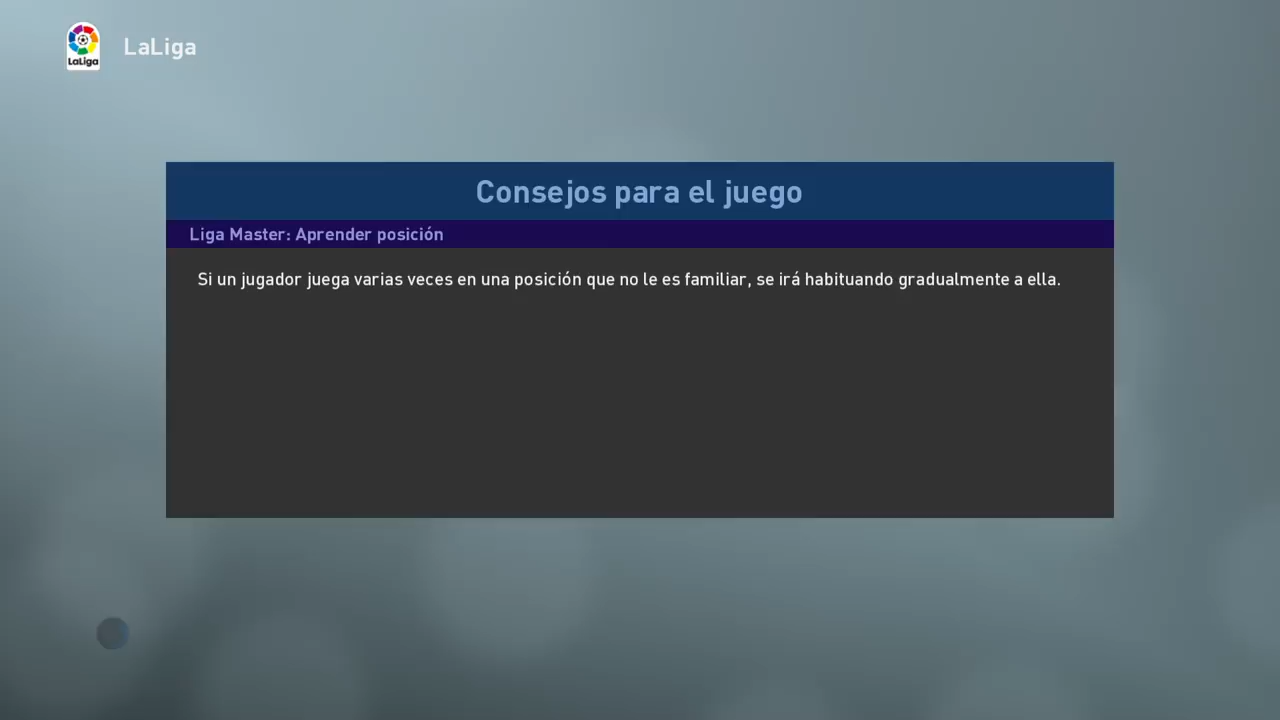 LaLiga
LaLiga
Consejos para el juego
Liga Master: Aprender posición
Si un jugador juega varias veces en una posición que no le es familiar, se irá habituando gradualmente a ella.